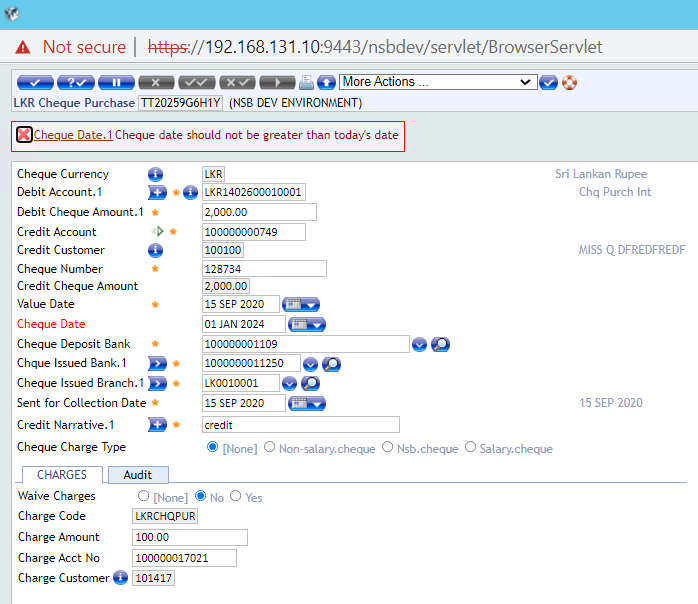 Not secure | https://192.168.131.10:9443/nsbdev/servlet/BrowserServlet
More Actions ...
LKR Cheque Purchase TT20259G6H1Y (NSB DEV ENVIRONMENT)
Cheque Date.1 Cheque date should not be greater than today's date
Cheque Currency LKR Sri Lankan Rupee
Debit Account.1 LKR1402600010001 Chq Purch Int
Debit Cheque Amount.1 2,000.00
Credit Account 100000000749
Credit Customer 100100 MISS Q DFREDFREDF
Cheque Number 128734
Credit Cheque Amount 2,000.00
Value Date 15 SEP 2020
Cheque Date 01 JAN 2024
Cheque Deposit Bank 100000001109
Chque Issued Bank.1 1000000011250
Cheque Issued Branch.1 LK0010001
Sent for Collection Date 15 SEP 2020 15 SEP 2020
Credit Narrative.1 credit
Cheque Charge Type [None] Non-salary.cheque Nsb.cheque Salary.cheque
CHARGES Audit
Waive Charges [None] No Yes
Charge Code LKRCHQPUR
Charge Amount 100.00
Charge Acct No 100000017021
Charge Customer 101417